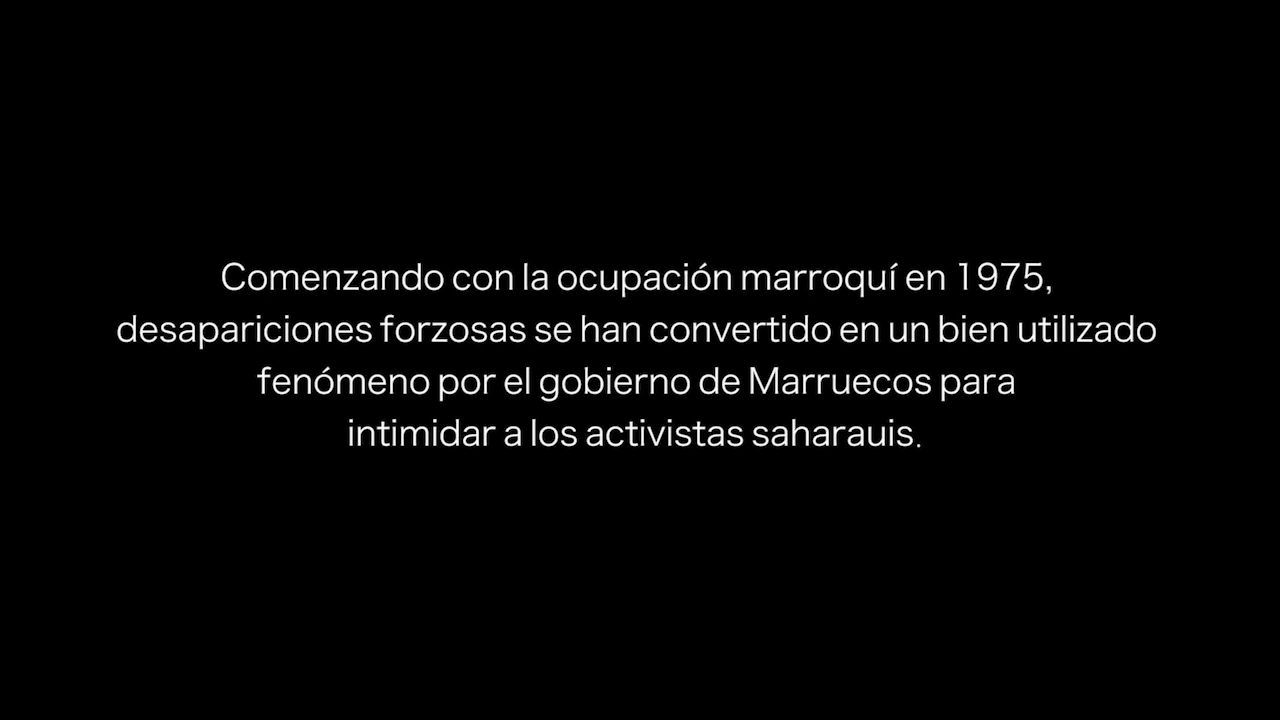 Comenzando con la ocupación marroquí en 1975,
desapariciones forzosas se han convertido en un bien utilizado
fenómeno por el gobierno de Marruecos para
intimidar a los activistas saharauis.